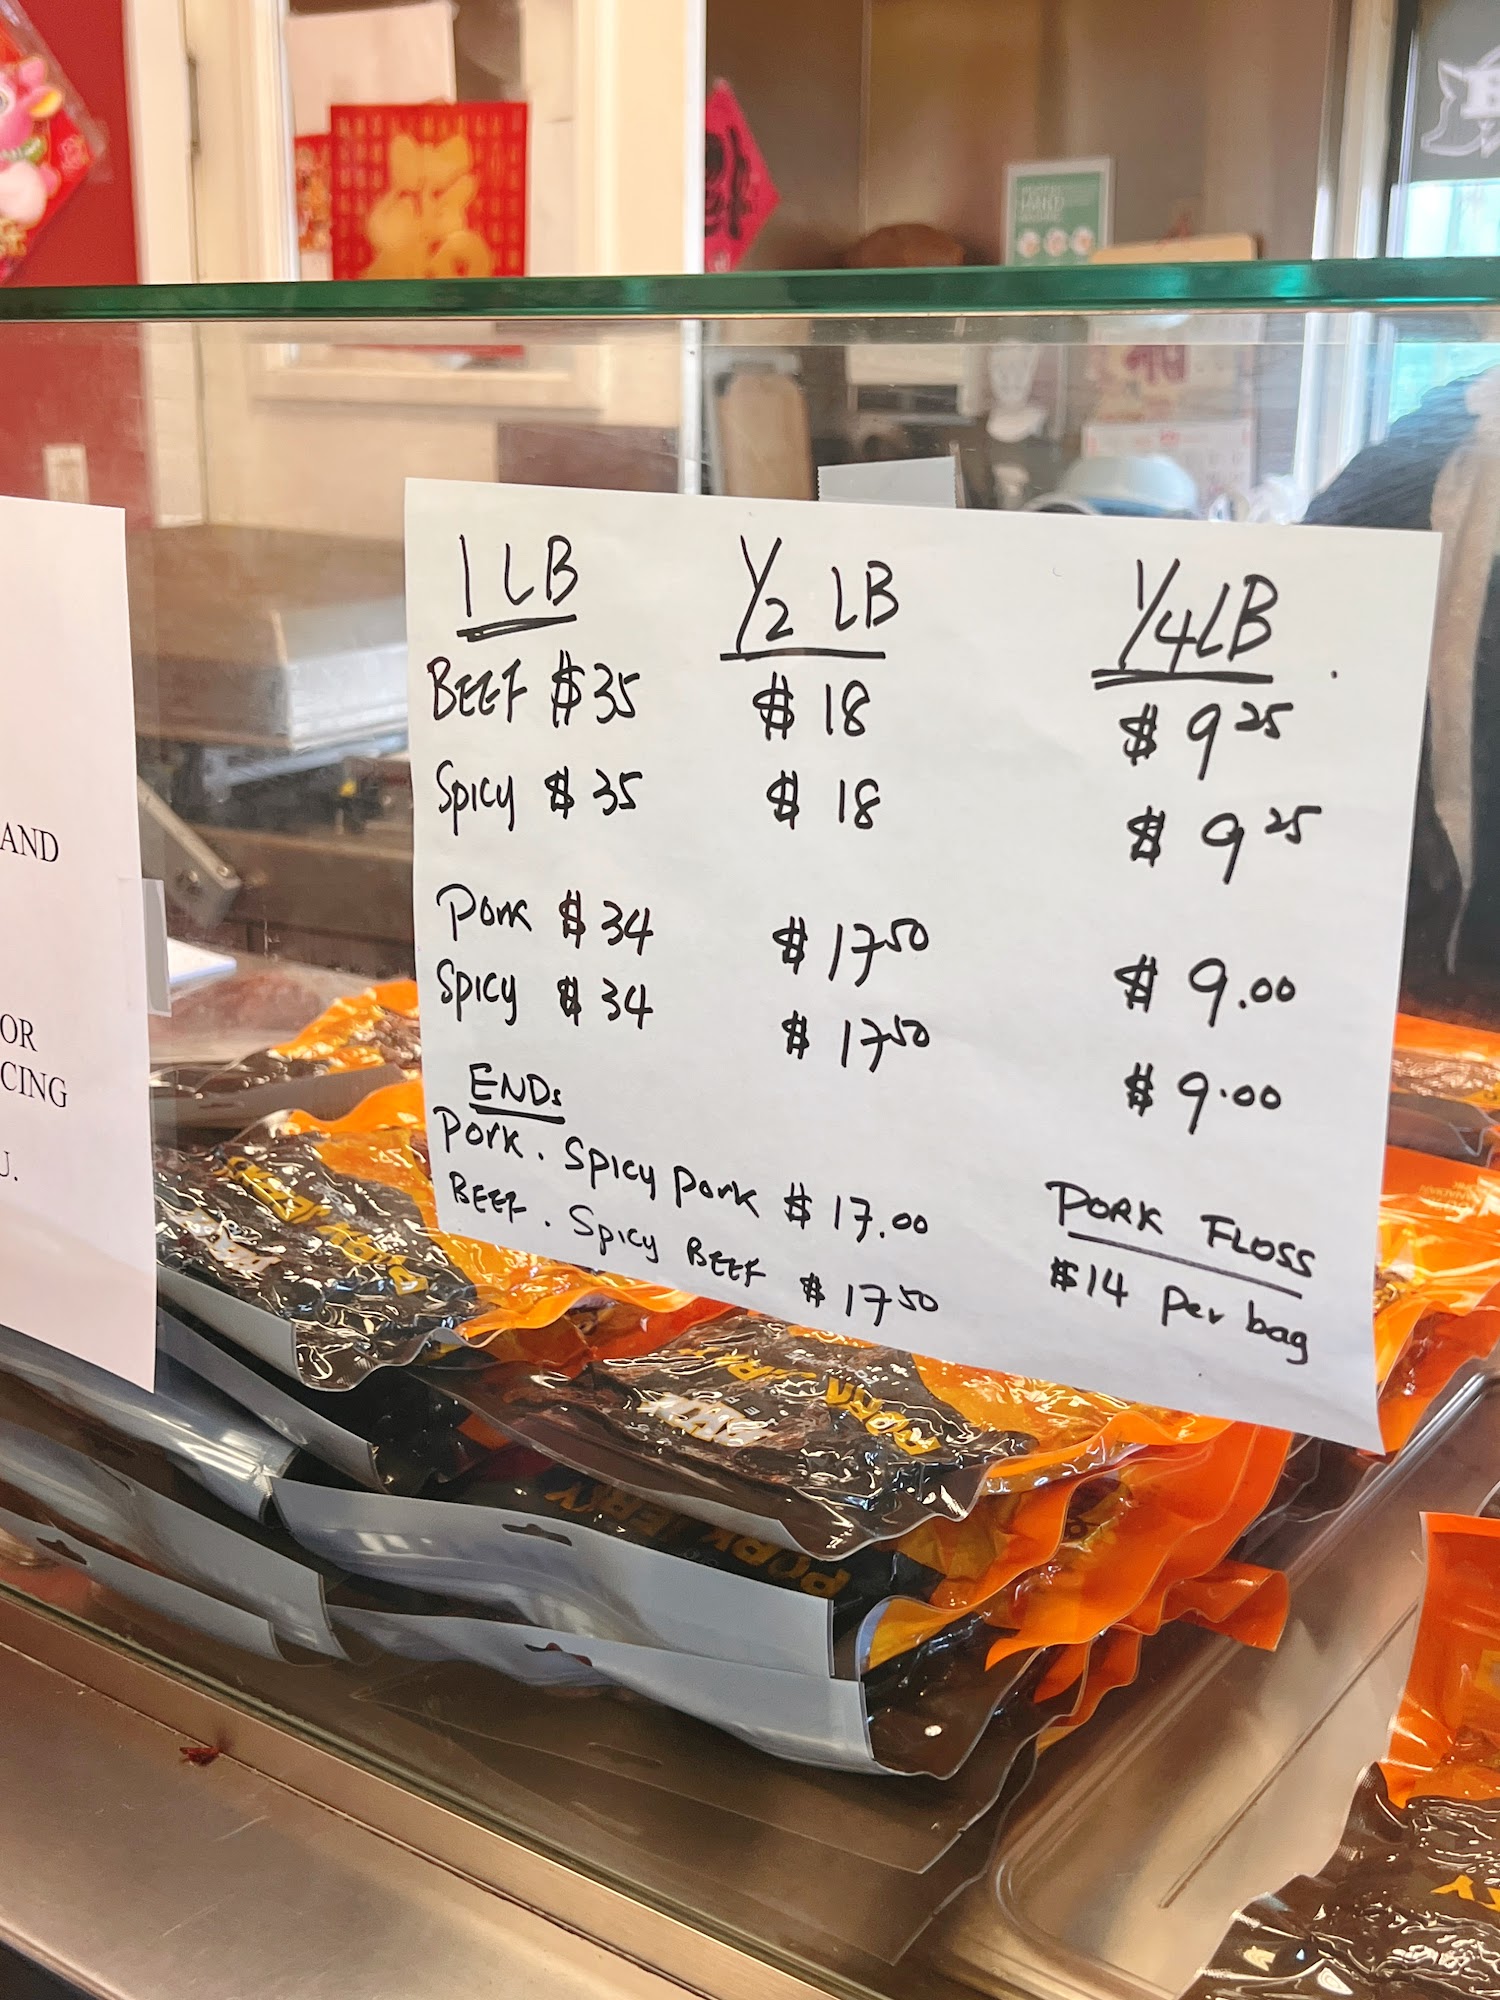 1 LB 1/2 LB 1/4 LB
BEEF $35 $18 $9.25
Spicy $35 $18 $9.25
Pork $34 $17.50 $9.00
Spicy $34 $17.50 $9.00
ENDs
Pork. Spicy Pork $17.00
BEEF. Spicy BEEF $17.50
PORK FLOSS
$14 per bag
AND
OR
CING
U.
PORK JERKY
福
HAND